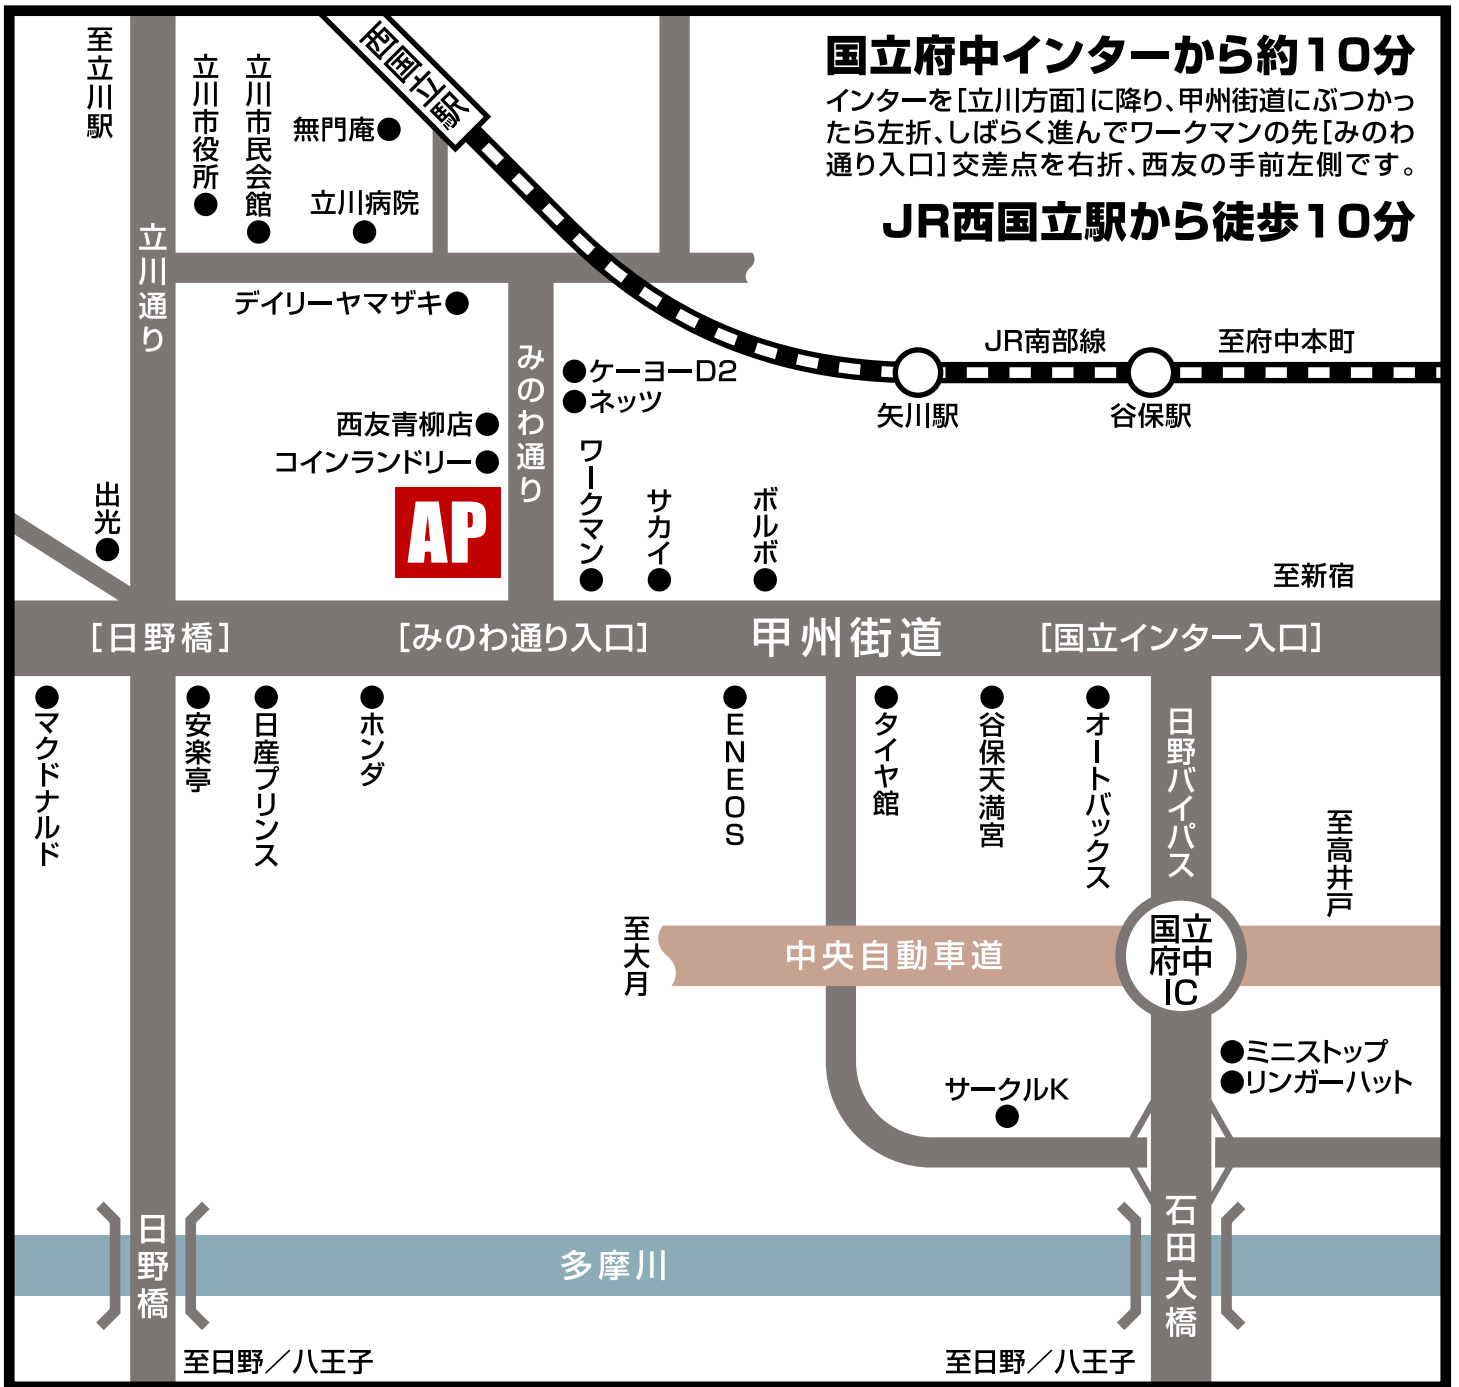 国立府中インターから約10分
インターを[立川方面]に降り、甲州街道にぶつかっ
たら左折、しばらく進んでワークマンの先[みのわ
通り入口]交差点を右折、西友の手前左側です。
JR西国立駅から徒歩10分
至立川駅
立川市役所
立川市民会館
無門庵
立川病院
西国立駅
立川通り
デイリーヤマザキ
みのわ通り
ケーヨーD2
ネッツ
JR南部線
至府中本町
矢川駅
谷保駅
西友青柳店
コインランドリー
AP
出光
ワークマン
サカイ
ボルボ
至新宿
[日野橋]
[みのわ通り入口]
甲州街道
[国立インター入口]
マクドナルド
安楽亭
日産プリンス
ホンダ
ENEOS
タイヤ館
谷保天満宮
オートバックス
日野バイパス
至高井戸
至大月
中央自動車道
国立
府中
IC
ミニストップ
リンガーハット
サークルK
日野橋
多摩川
石田大橋
至日野／八王子
至日野／八王子